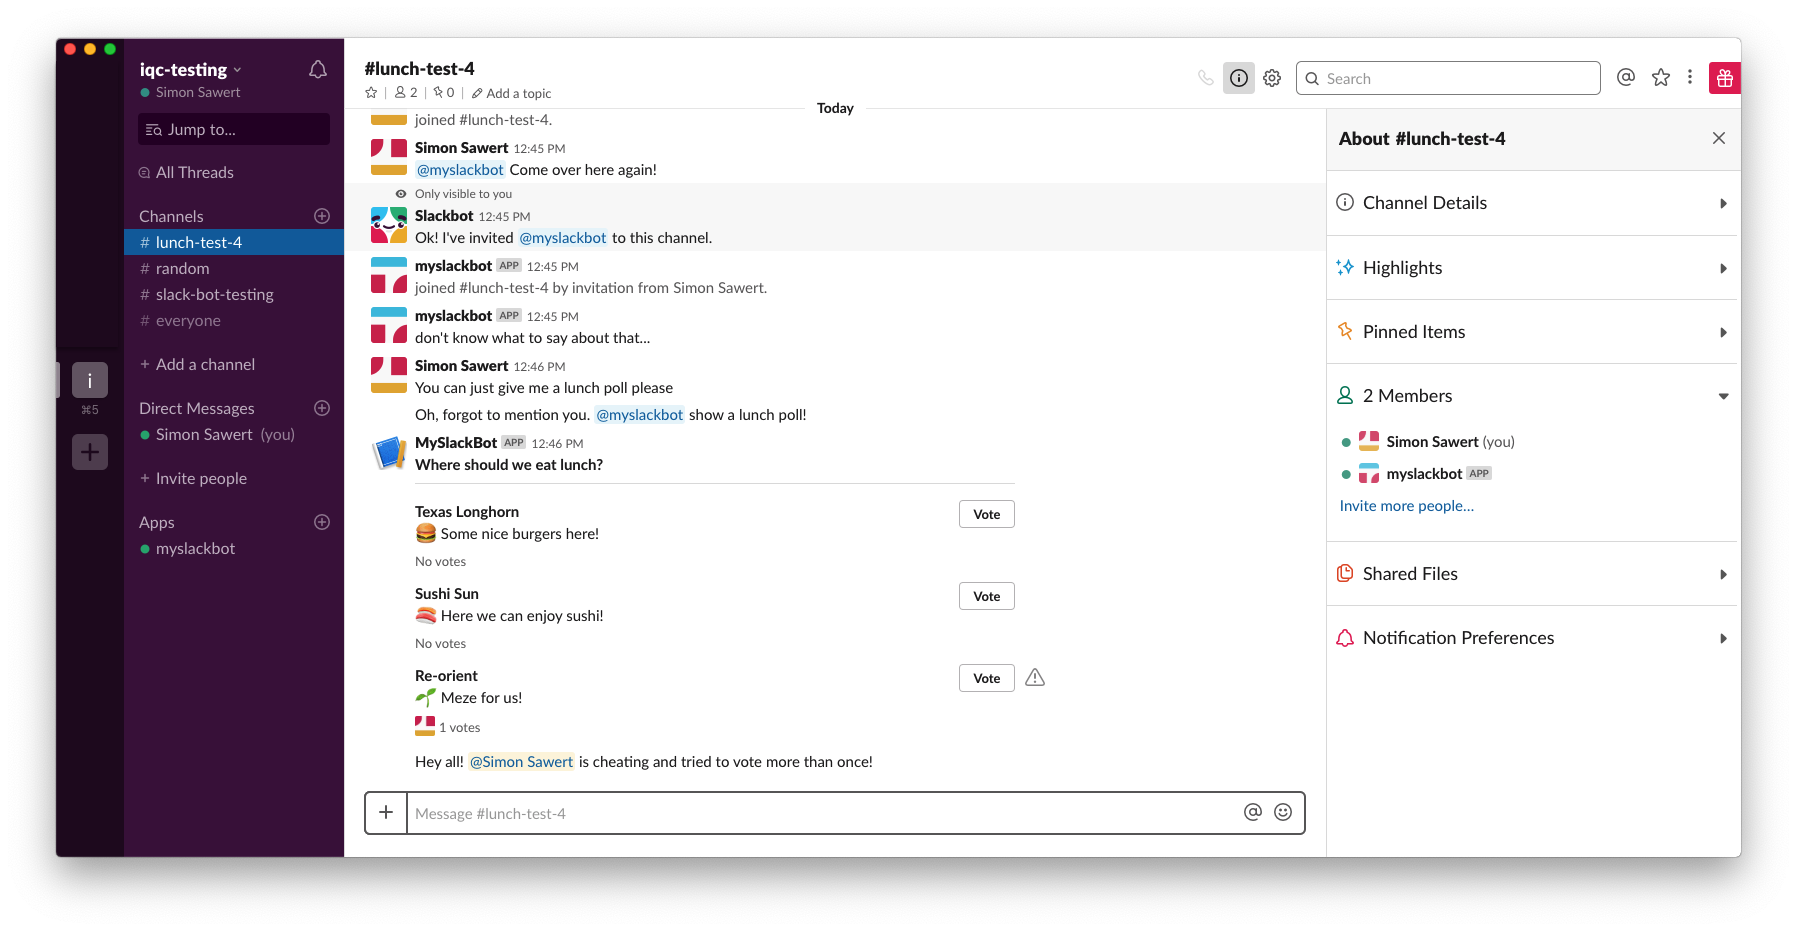 iqc-testing
Simon Sawert
Jump to...
All Threads
Channels
# lunch-test-4
# random
# slack-bot-testing
# everyone
+ Add a channel
Direct Messages
Simon Sawert (you)
+ Invite people
Apps
myslackbot
i
⌘5
#lunch-test-4
2
0
Add a topic
Search
Today
joined #lunch-test-4.
Simon Sawert 12:45 PM
@myslackbot Come over here again!
Only visible to you
Slackbot 12:45 PM
Ok! I've invited @myslackbot to this channel.
myslackbot APP 12:45 PM
joined #lunch-test-4 by invitation from Simon Sawert.
myslackbot APP 12:45 PM
don't know what to say about that...
Simon Sawert 12:46 PM
You can just give me a lunch poll please
Oh, forgot to mention you. @myslackbot show a lunch poll!
MySlackBot APP 12:46 PM
Where should we eat lunch?
Texas Longhorn
Vote
🍔 Some nice burgers here!
No votes
Sushi Sun
Vote
🍣 Here we can enjoy sushi!
No votes
Re-orient
Vote
🌱 Meze for us!
1 votes
Hey all! @Simon Sawert is cheating and tried to vote more than once!
Message #lunch-test-4
About #lunch-test-4
Channel Details
Highlights
Pinned Items
2 Members
Simon Sawert (you)
myslackbot APP
Invite more people...
Shared Files
Notification Preferences